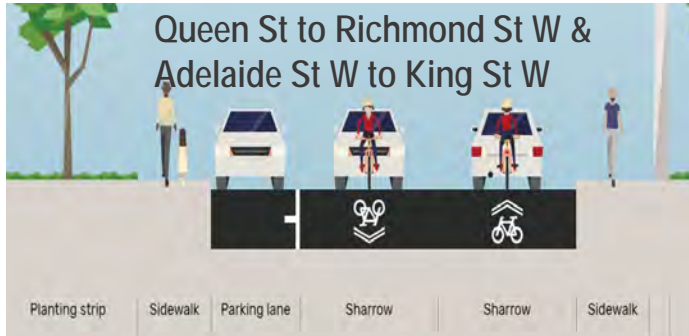 Queen St to Richmond St W &
Adelaide St W to King St W
Planting strip Sidewalk Parking lane Sharrow Sharrow Sidewalk